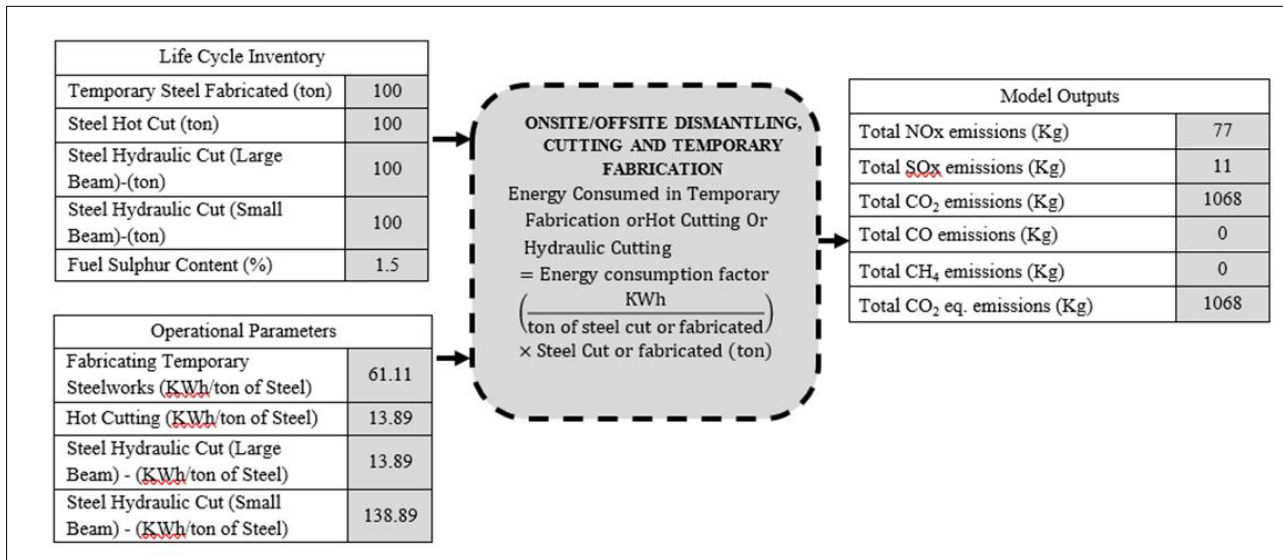 Life Cycle Inventory
Temporary Steel Fabricated (ton) 100
Steel Hot Cut (ton) 100
Steel Hydraulic Cut (Large
Beam)-(ton) 100
Steel Hydraulic Cut (Small
Beam)-(ton) 100
Fuel Sulphur Content (%) 1.5
Operational Parameters
Fabricating Temporary
Steelworks (KWh/ton of Steel) 61.11
Hot Cutting (KWh/ton of Steel) 13.89
Steel Hydraulic Cut (Large
Beam) - (KWh/ton of Steel) 13.89
Steel Hydraulic Cut (Small
Beam) - (KWh/ton of Steel) 138.89
ONSITE/OFFSITE DISMANTLING,
CUTTING AND TEMPORARY
FABRICATION
Energy Consumed in Temporary
Fabrication orHot Cutting Or
Hydraulic Cutting
= Energy consumption factor
(KWh
ton of steel cut or fabricated)
× Steel Cut or fabricated (ton)
Model Outputs
Total NOx emissions (Kg) 77
Total SOx emissions (Kg) 11
Total CO₂ emissions (Kg) 1068
Total CO emissions (Kg) 0
Total CH₄ emissions (Kg) 0
Total CO₂ eq. emissions (Kg) 1068